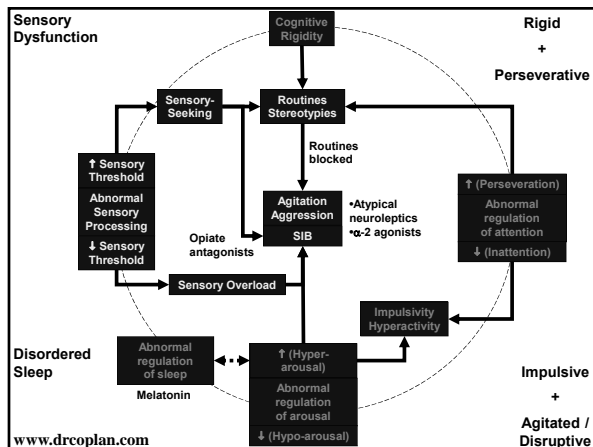 Sensory
Dysfunction
Cognitive
Rigidity
Rigid
+
Perseverative
Sensory-
Seeking
Routines
Stereotypies
Routines
blocked
↑ Sensory
Threshold
Abnormal
Sensory
Processing
↓ Sensory
Threshold
Agitation
Aggression
SIB
•Atypical
neuroleptics
•α-2 agonists
↑ (Perseveration)
Abnormal
regulation
of attention
↓ (Inattention)
Opiate
antagonists
Sensory Overload
Impulsivity
Hyperactivity
Disordered
Sleep
Abnormal
regulation
of sleep
Melatonin
↑ (Hyper-
arousal)
Abnormal
regulation
of arousal
↓ (Hypo-arousal)
Impulsive
+
Agitated /
Disruptive
www.drcoplan.com